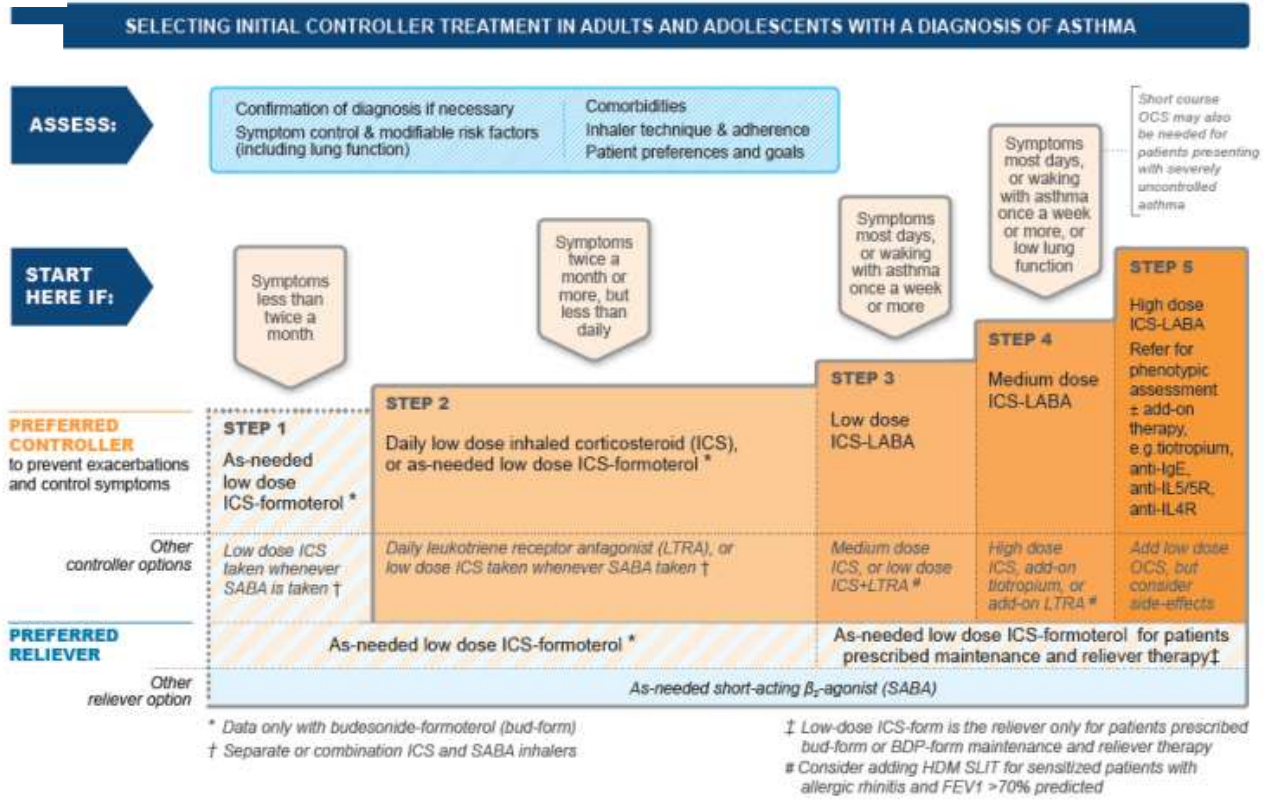 SELECTING INITIAL CONTROLLER TREATMENT IN ADULTS AND ADOLESCENTS WITH A DIAGNOSIS OF ASTHMA
ASSESS:
Confirmation of diagnosis if necessary
Symptom control & modifiable risk factors
(including lung function)
Comorbidities
Inhaler technique & adherence
Patient preferences and goals
Short course
OCS may also
be needed for
patients presenting
with severely
uncontrolled
asthma
START
HERE IF:
Symptoms
less than
twice a
month
Symptoms
twice a
month or
more, but
less than
daily
Symptoms
most days,
or waking
with asthma
once a week
or more
Symptoms
most days,
or waking
with asthma
once a week
or more, or
low lung
function
PREFERRED
CONTROLLER
to prevent exacerbations
and control symptoms
STEP 1
As-needed
low dose
ICS-formoterol *
STEP 2
Daily low dose inhaled corticosteroid (ICS),
or as-needed low dose ICS-formoterol *
STEP 3
Low dose
ICS-LABA
STEP 4
Medium dose
ICS-LABA
STEP 5
High dose
ICS-LABA
Refer for
phenotypic
assessment
± add-on
therapy,
e.g.tiotropium,
anti-IgE,
anti-IL5/5R,
anti-IL4R
Other
controller options
Low dose ICS
taken whenever
SABA is taken †
Daily leukotriene receptor antagonist (LTRA), or
low dose ICS taken whenever SABA taken †
Medium dose
ICS, or low dose
ICS+LTRA #
High dose
ICS, add-on
tiotropium, or
add-on LTRA #
Add low dose
OCS, but
consider
side-effects
PREFERRED
RELIEVER
As-needed low dose ICS-formoterol *
As-needed low dose ICS-formoterol for patients
prescribed maintenance and reliever therapy‡
Other
reliever option
As-needed short-acting β₂-agonist (SABA)
* Data only with budesonide-formoterol (bud-form)
† Separate or combination ICS and SABA inhalers
‡ Low-dose ICS-form is the reliever only for patients prescribed
bud-form or BDP-form maintenance and reliever therapy
# Consider adding HDM SLIT for sensitized patients with
allergic rhinitis and FEV1 >70% predicted